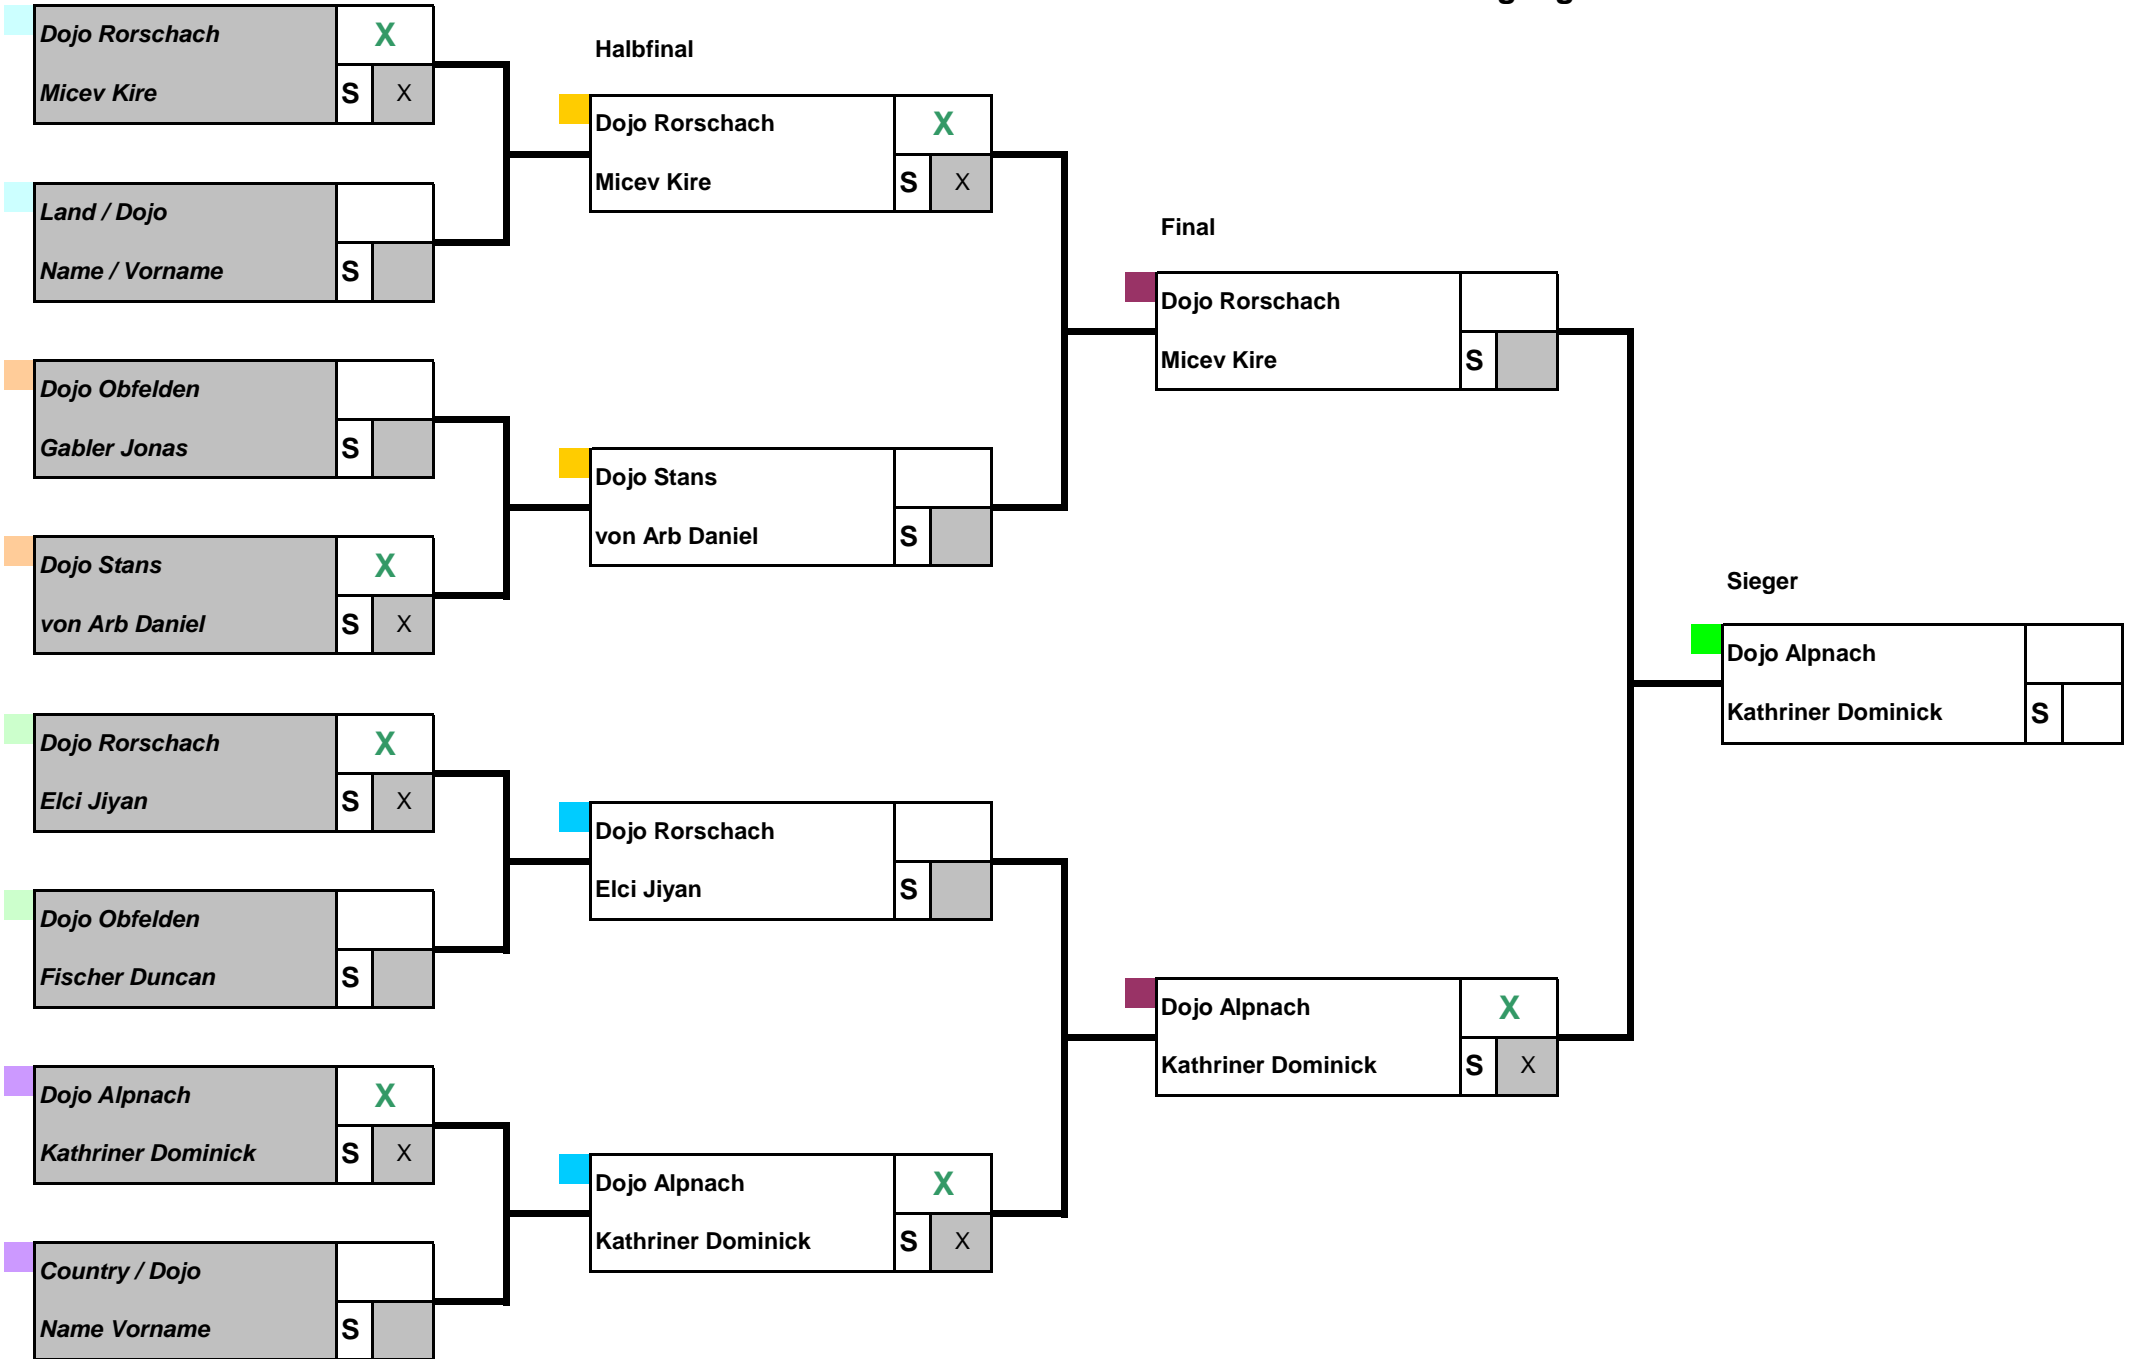 Dojo Rorschach X
Micev Kire S X
Land / Dojo
Name / Vorname S
Dojo Obfelden
Gabler Jonas S
Dojo Stans X
von Arb Daniel S X
Dojo Rorschach X
Elci Jiyan S X
Dojo Obfelden
Fischer Duncan S
Dojo Alpnach X
Kathriner Dominick S X
Country / Dojo
Name Vorname S
Halbfinal
Dojo Rorschach X
Micev Kire S X
Dojo Stans
von Arb Daniel S
Dojo Rorschach
Elci Jiyan S
Dojo Alpnach X
Kathriner Dominick S X
Final
Dojo Rorschach
Micev Kire S
Dojo Alpnach X
Kathriner Dominick S X
Sieger
Dojo Alpnach
Kathriner Dominick S